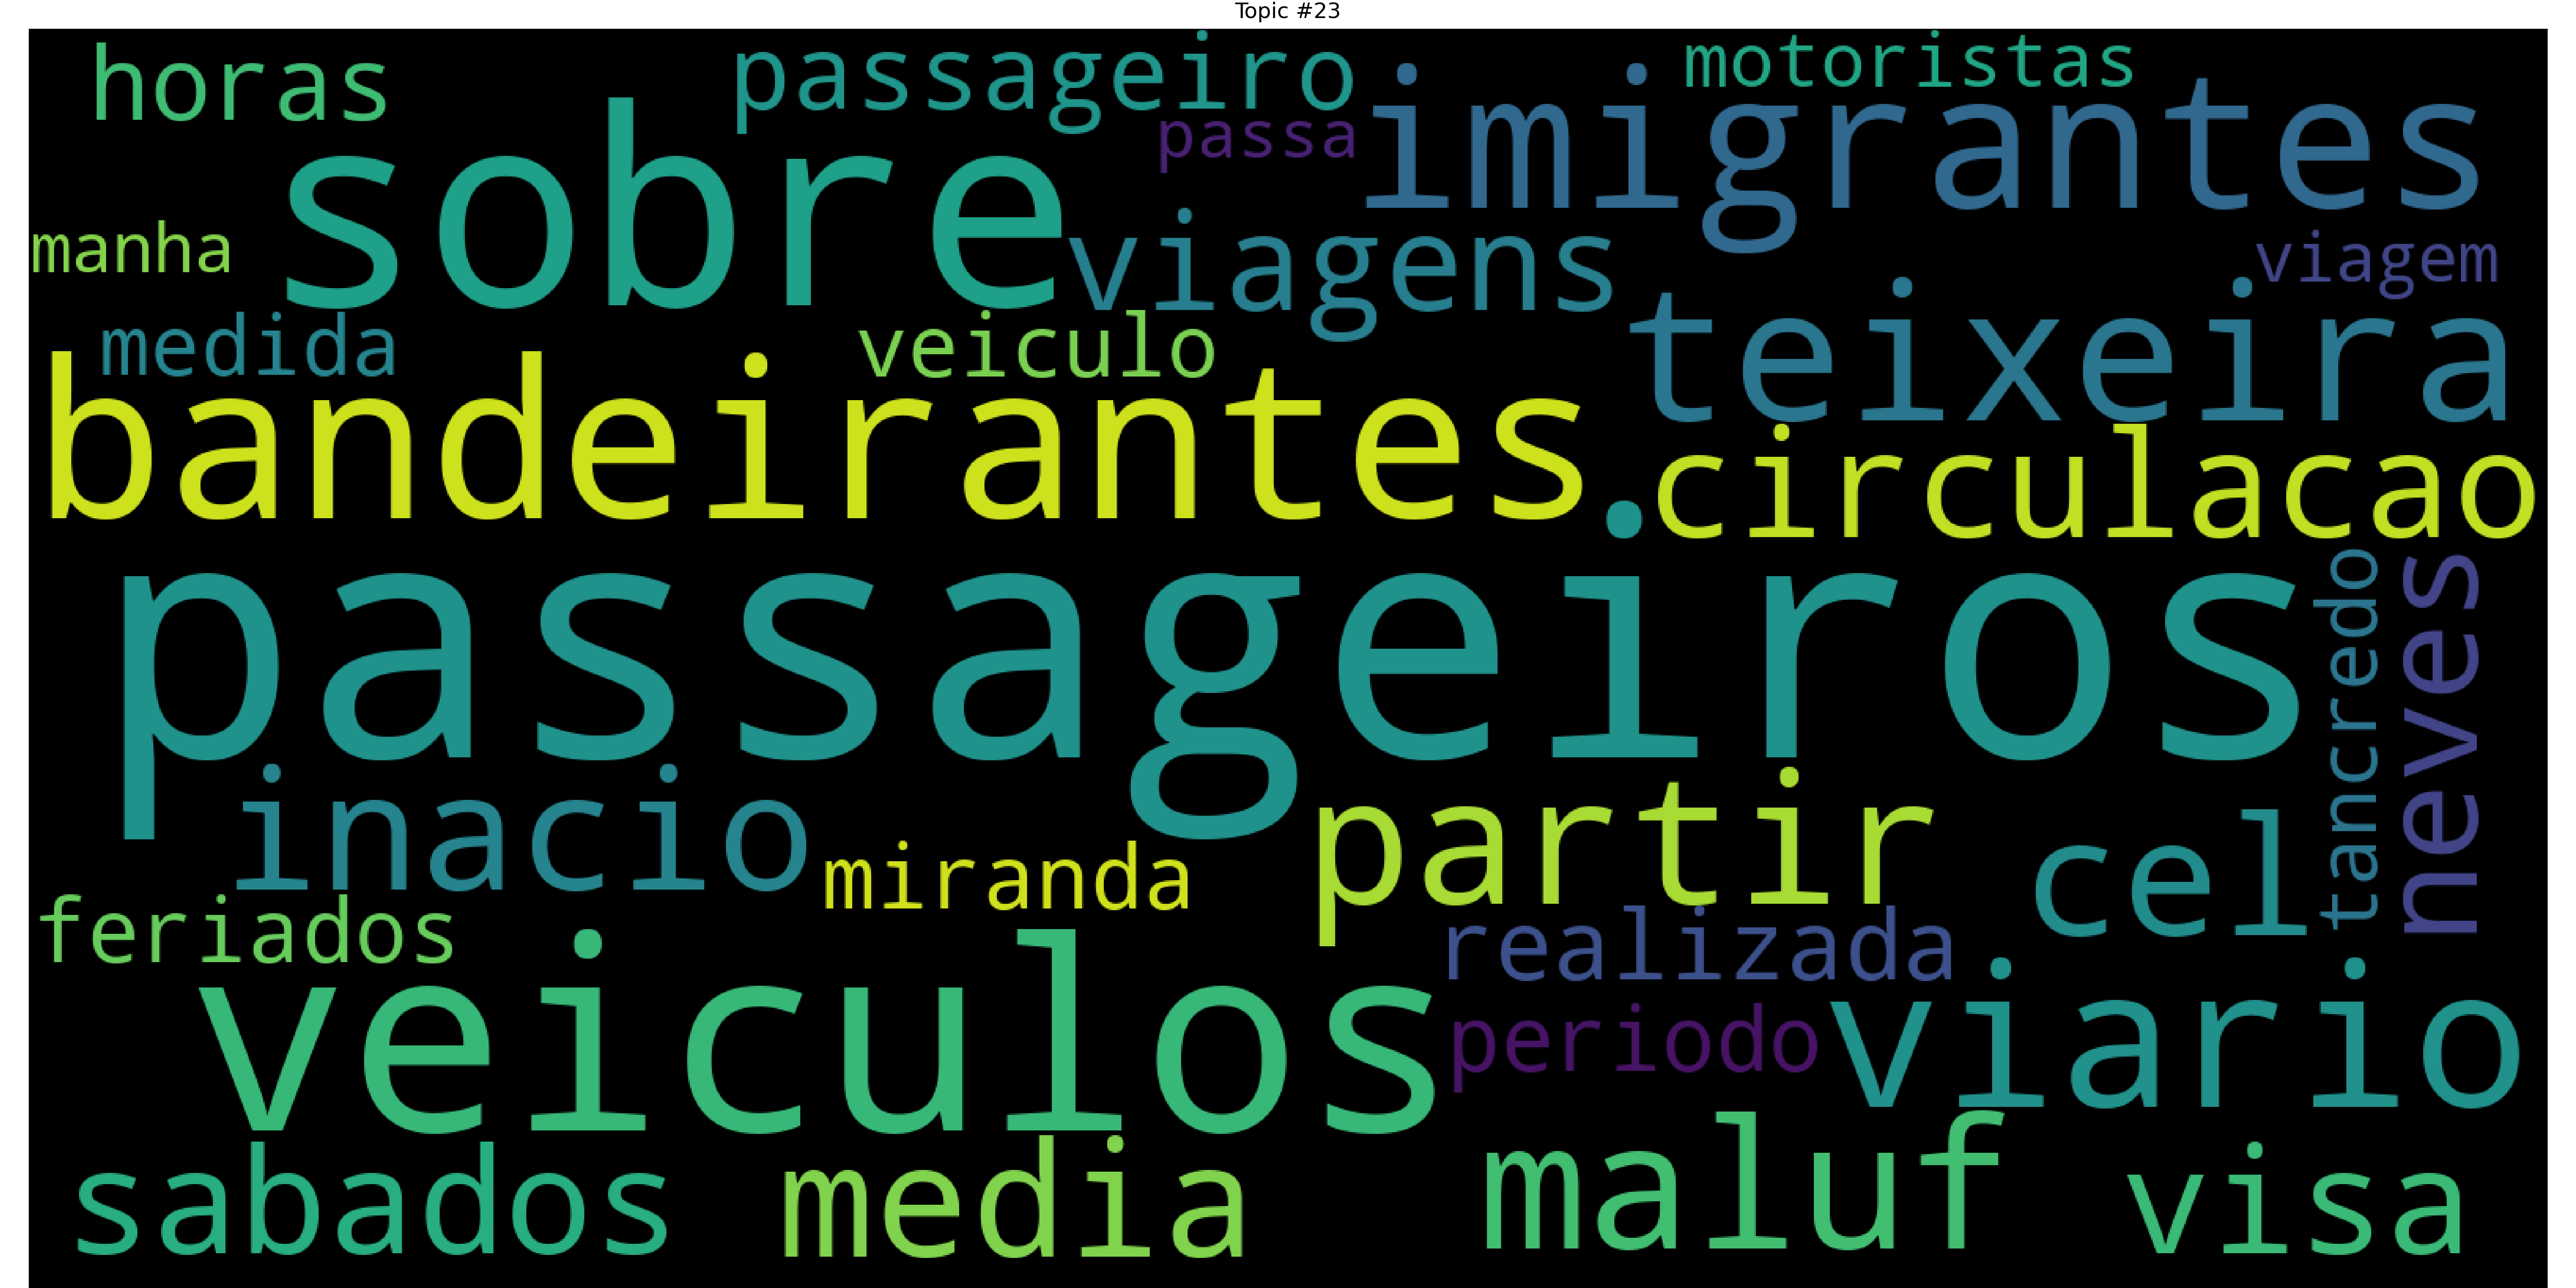 Topic #23
horas
passageiro
motoristas
passa
imigrantes
sobre
manha
viagens
viagem
medida
veiculo
teixeira
bandeirantes
circulacao
passageiros
tancredo
neves
inacio
miranda
partir
cel
feriados
realizada
veiculos
periodo
viario
sabados
media
maluf
visa